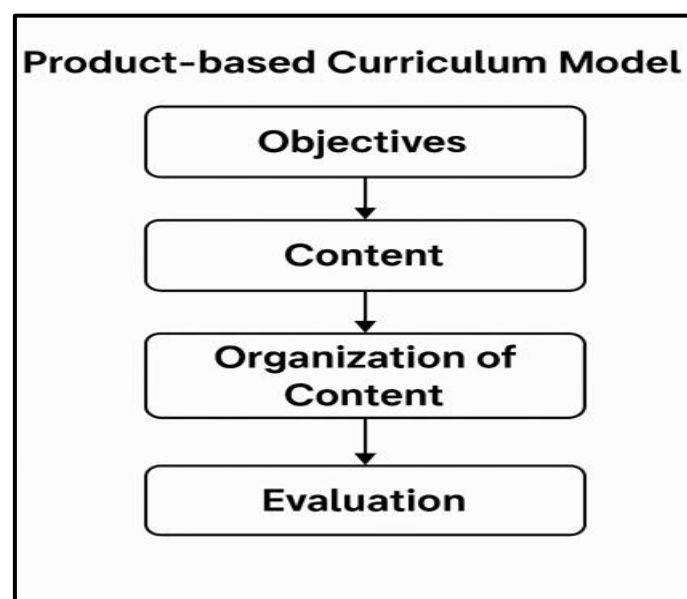 Product-based Curriculum Model
Objectives
Content
Organization of
Content
Evaluation